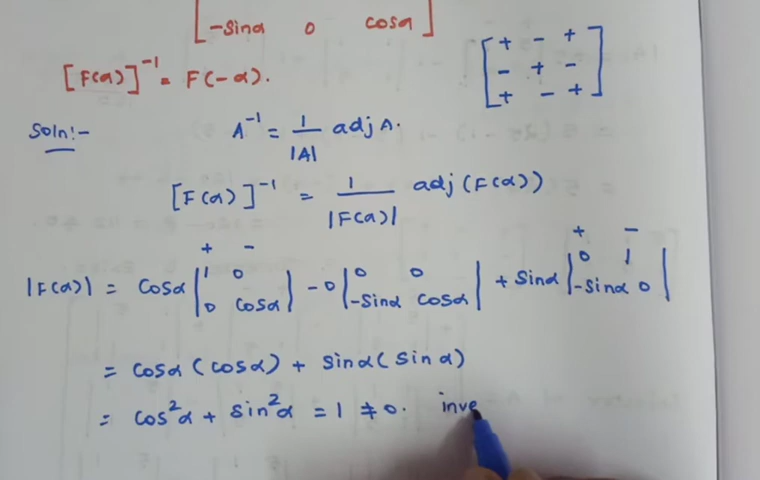 -sinα 0 cosα
[F(α)]⁻¹ = F(-α).
+ - +
- + -
+ - +
Soln:- A⁻¹ = 1/|A| adj A.
[F(α)]⁻¹ = 1/|F(α)| adj (F(α))
+ - + -
|F(α)| = cosα |1 0; 0 cosα| - 0 |0 0; -sinα cosα| + sinα |0 1; -sinα 0|
= cosα (cosα) + sinα (sinα)
= cos²α + sin²α = 1 ≠ 0. inve